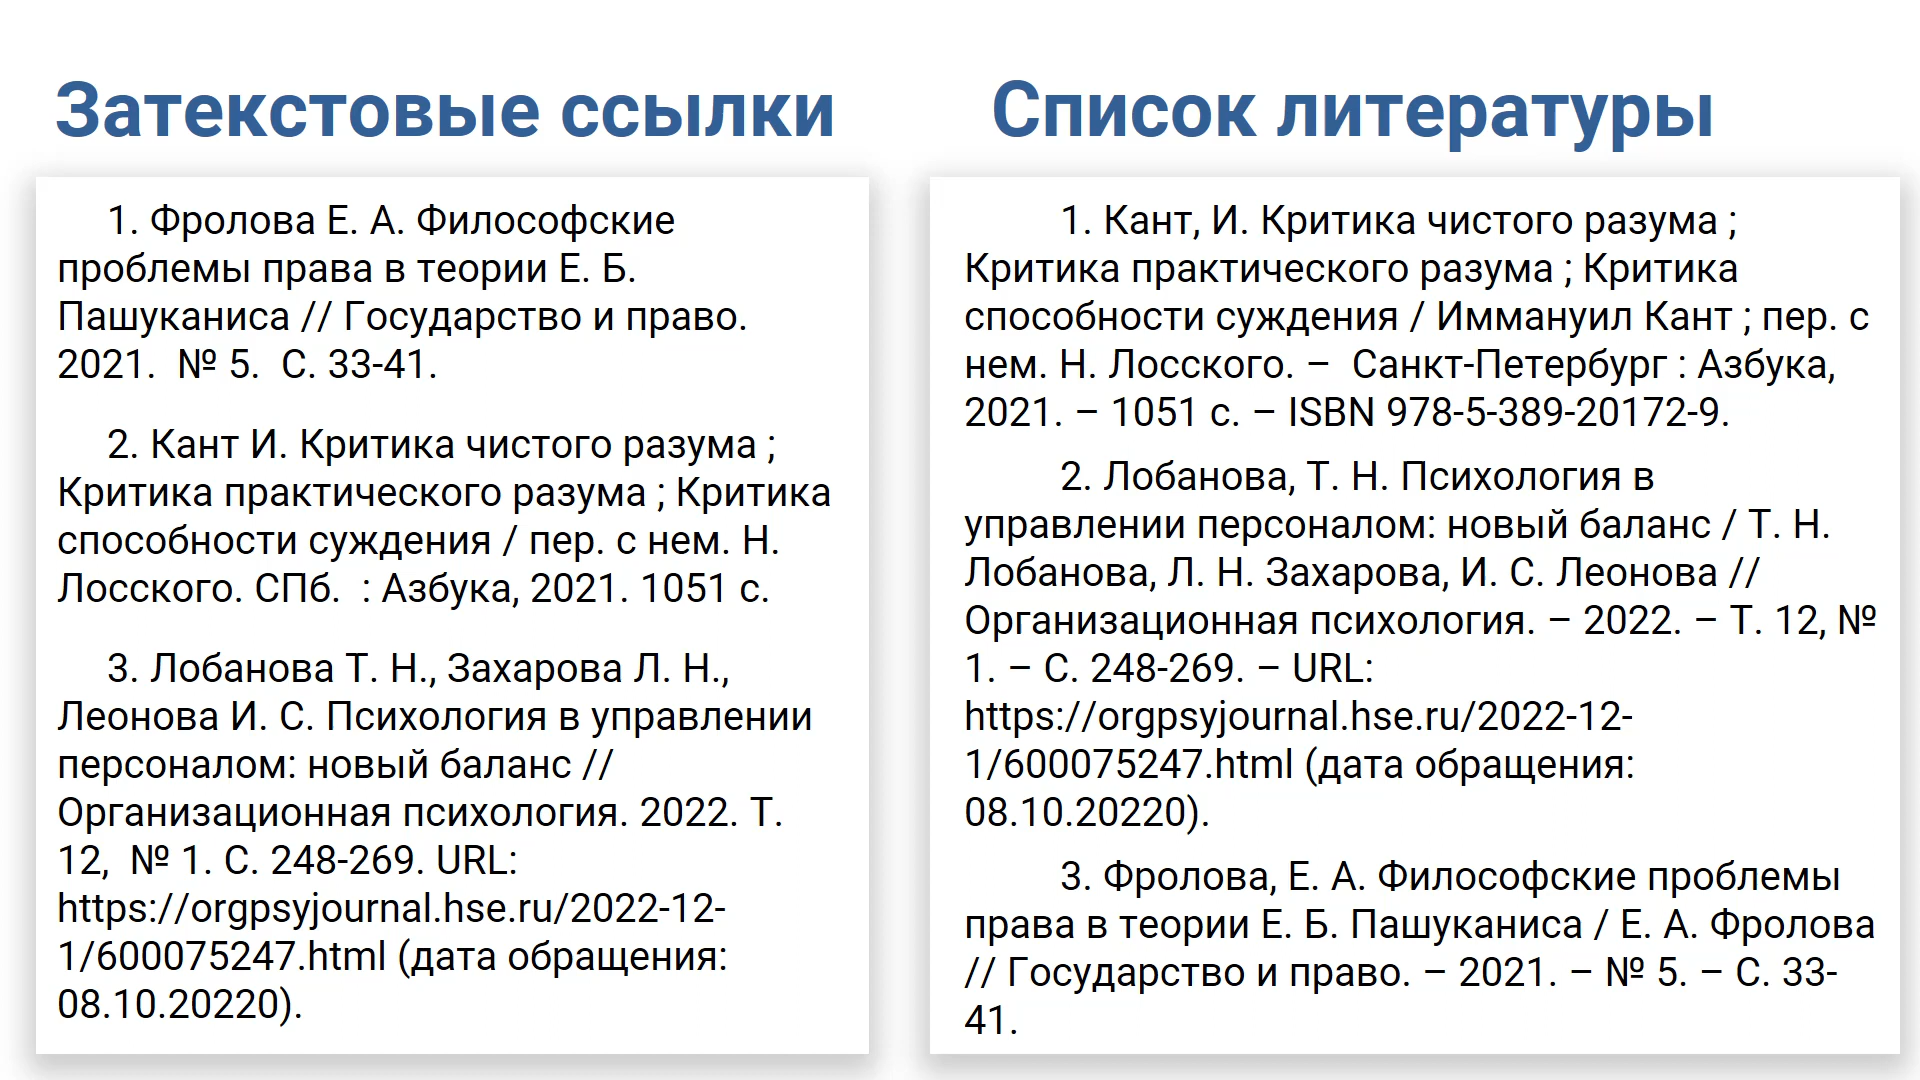 Затекстовые ссылки
1. Фролова Е. А. Философские
проблемы права в теории Е. Б.
Пашуканиса // Государство и право.
2021.  № 5.  С. 33-41.
2. Кант И. Критика чистого разума ;
Критика практического разума ; Критика
способности суждения / пер. с нем. Н.
Лосского. СПб.  : Азбука, 2021. 1051 с.
3. Лобанова Т. Н., Захарова Л. Н.,
Леонова И. С. Психология в управлении
персоналом: новый баланс //
Организационная психология. 2022. Т.
12,  № 1. С. 248-269. URL:
https://orgpsyjournal.hse.ru/2022-12-
1/600075247.html (дата обращения:
08.10.20220).
Список литературы
1. Кант, И. Критика чистого разума ;
Критика практического разума ; Критика
способности суждения / Иммануил Кант ; пер. с
нем. Н. Лосского. –  Санкт-Петербург : Азбука,
2021. – 1051 с. – ISBN 978-5-389-20172-9.
2. Лобанова, Т. Н. Психология в
управлении персоналом: новый баланс / Т. Н.
Лобанова, Л. Н. Захарова, И. С. Леонова //
Организационная психология. – 2022. – Т. 12, №
1. – С. 248-269. – URL:
https://orgpsyjournal.hse.ru/2022-12-
1/600075247.html (дата обращения:
08.10.20220).
3. Фролова, Е. А. Философские проблемы
права в теории Е. Б. Пашуканиса / Е. А. Фролова
// Государство и право. – 2021. – № 5. – С. 33-
41.